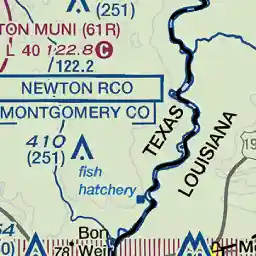 (251)
TON MUNI (61R)
L 40 122.8 C
122.2
NEWTON RCO
MONTGOMERY CO
410
(251)
TEXAS
LOUISIANA
fish
hatchery
(250)
Bon
Weir
78°